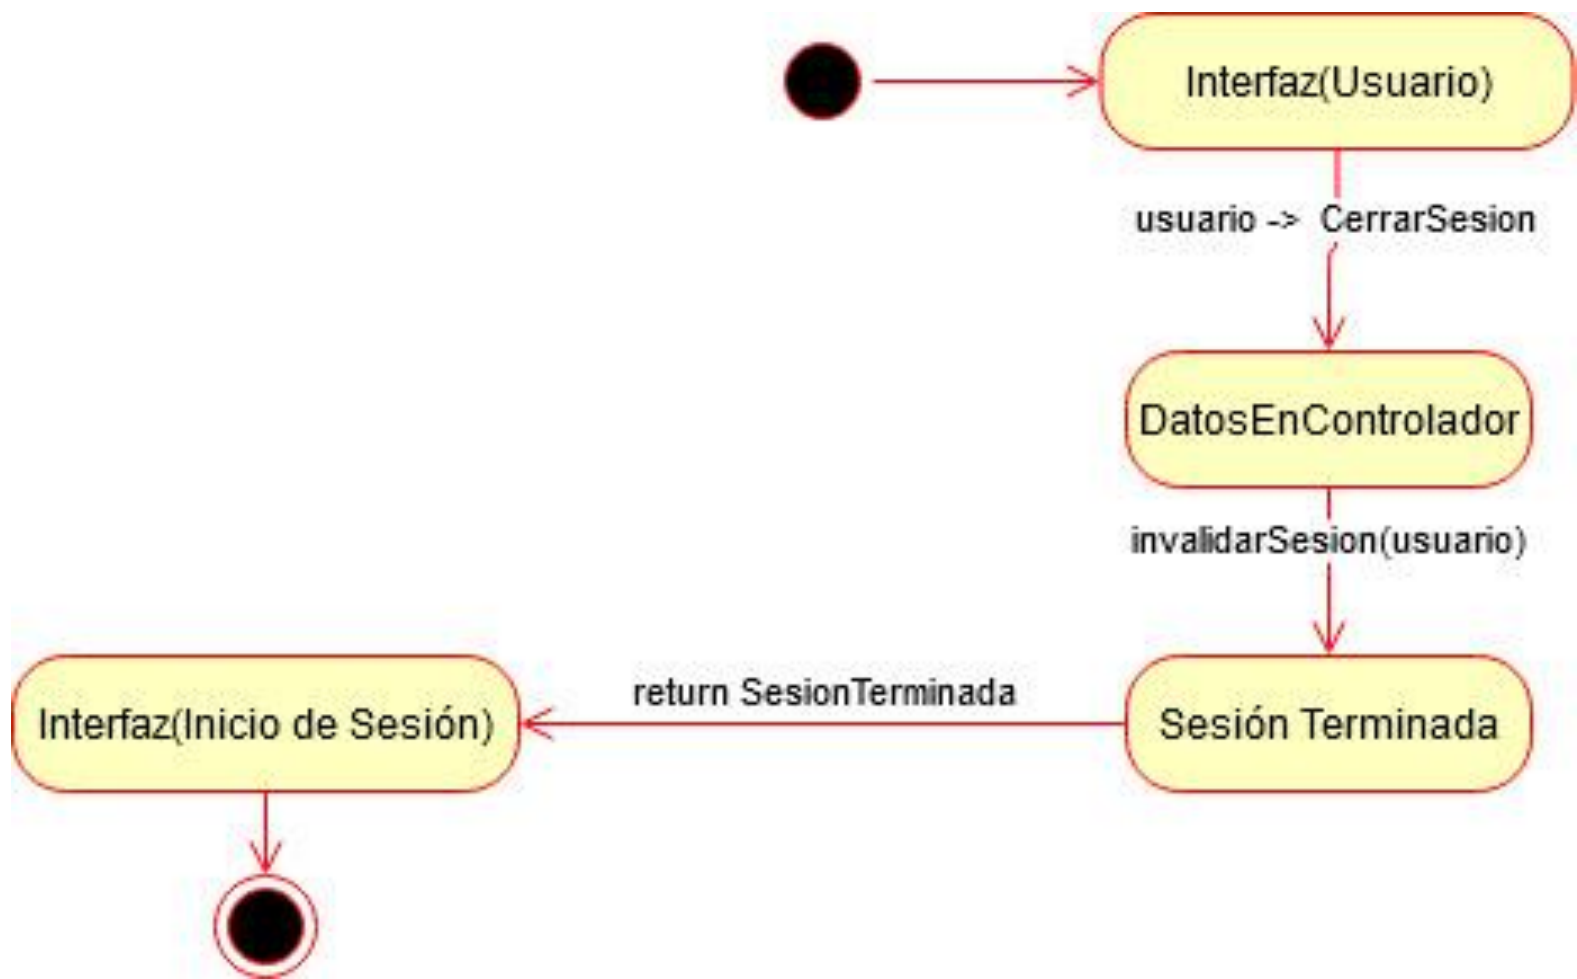 Interfaz(Usuario)
usuario -> CerrarSesion
DatosEnControlador
invalidarSesion(usuario)
Sesión Terminada
return SesionTerminada
Interfaz(Inicio de Sesión)